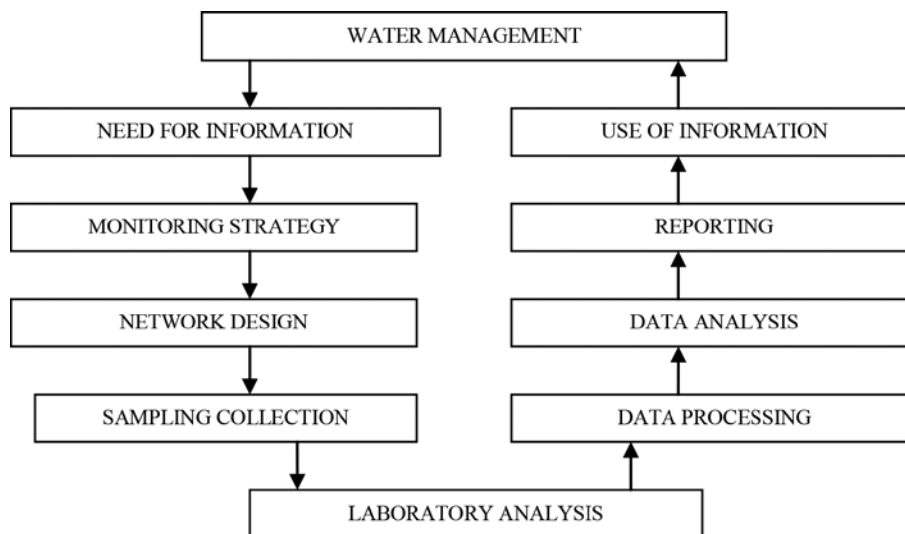 WATER MANAGEMENT
NEED FOR INFORMATION
USE OF INFORMATION
MONITORING STRATEGY
REPORTING
NETWORK DESIGN
DATA ANALYSIS
SAMPLING COLLECTION
DATA PROCESSING
LABORATORY ANALYSIS